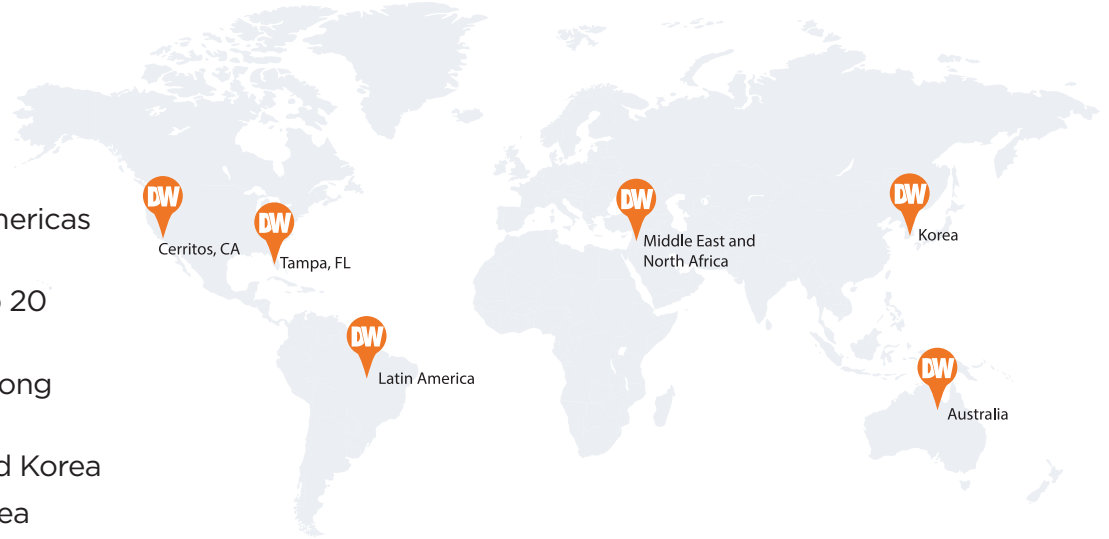 mericas
20
ong
d Korea
ea
DW
Cerritos, CA
DW
Tampa, FL
DW
Latin America
DW
Middle East and
North Africa
DW
Korea
DW
Australia